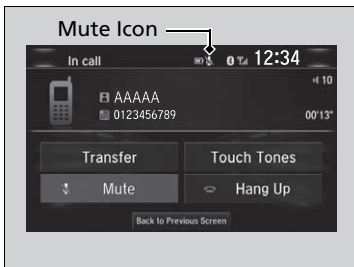 Mute Icon
In call 12:34
10
AAAAA
0123456789 00'13"
Transfer Touch Tones
Mute Hang Up
Back to Previous Screen